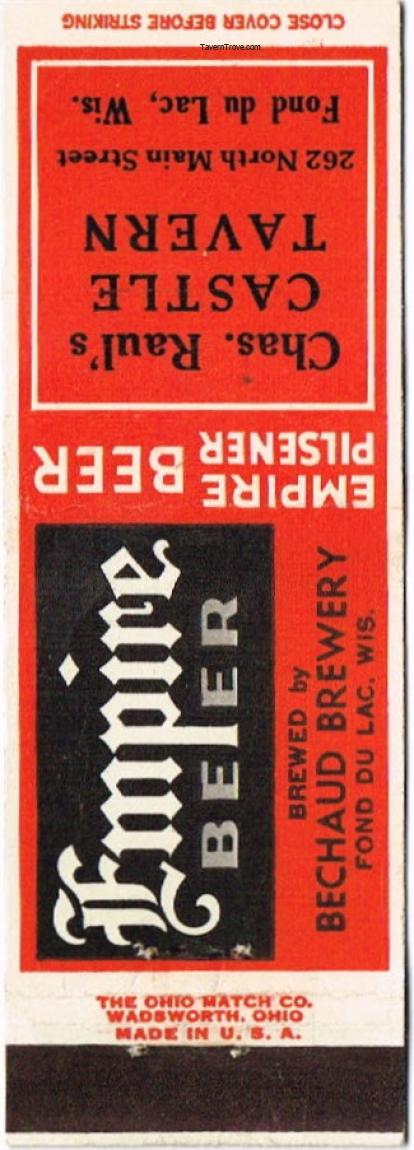 CLOSE COVER BEFORE STRIKING
TavernTrove.com
Chas. Raul's
CASTLE
TAVERN
262 North Main Street
Fond du Lac, Wis.
EMPIRE
PILSENER
BEER
Empire
BEER
BREWED by
BECHAUD BREWERY
FOND DU LAC, WIS.
THE OHIO MATCH CO.
WADSWORTH, OHIO
MADE IN U. S. A.